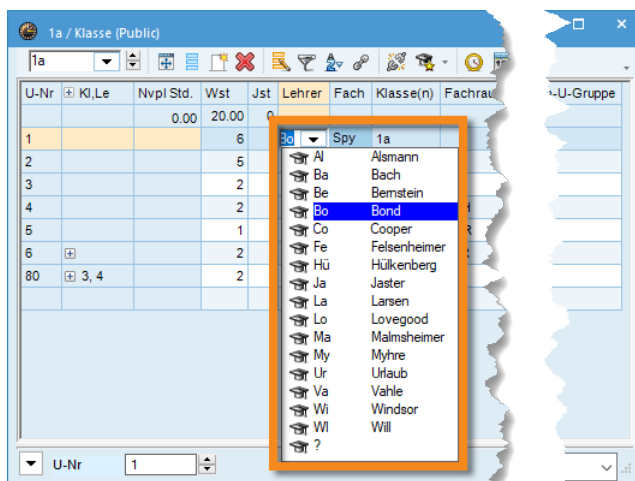 1a / Klasse (Public)
1a
U-Nr Kl,Le Nvpl Std. Wst Jst Lehrer Fach Klasse(n) Fachrau -U-Gruppe
0.00 20.00 0
1 6 Bo Spy 1a
2 5
3 2
4 2
5 1
6 2
80 3, 4 2
Al Alsmann
Ba Bach
Be Bernstein
Bo Bond
Co Cooper
Fe Felsenheimer
Hü Hülkenberg
Ja Jaster
La Larsen
Lo Lovegood
Ma Malmsheimer
My Myhre
Ur Urlaub
Va Vahle
Wi Windsor
WI Will
?
U-Nr 1